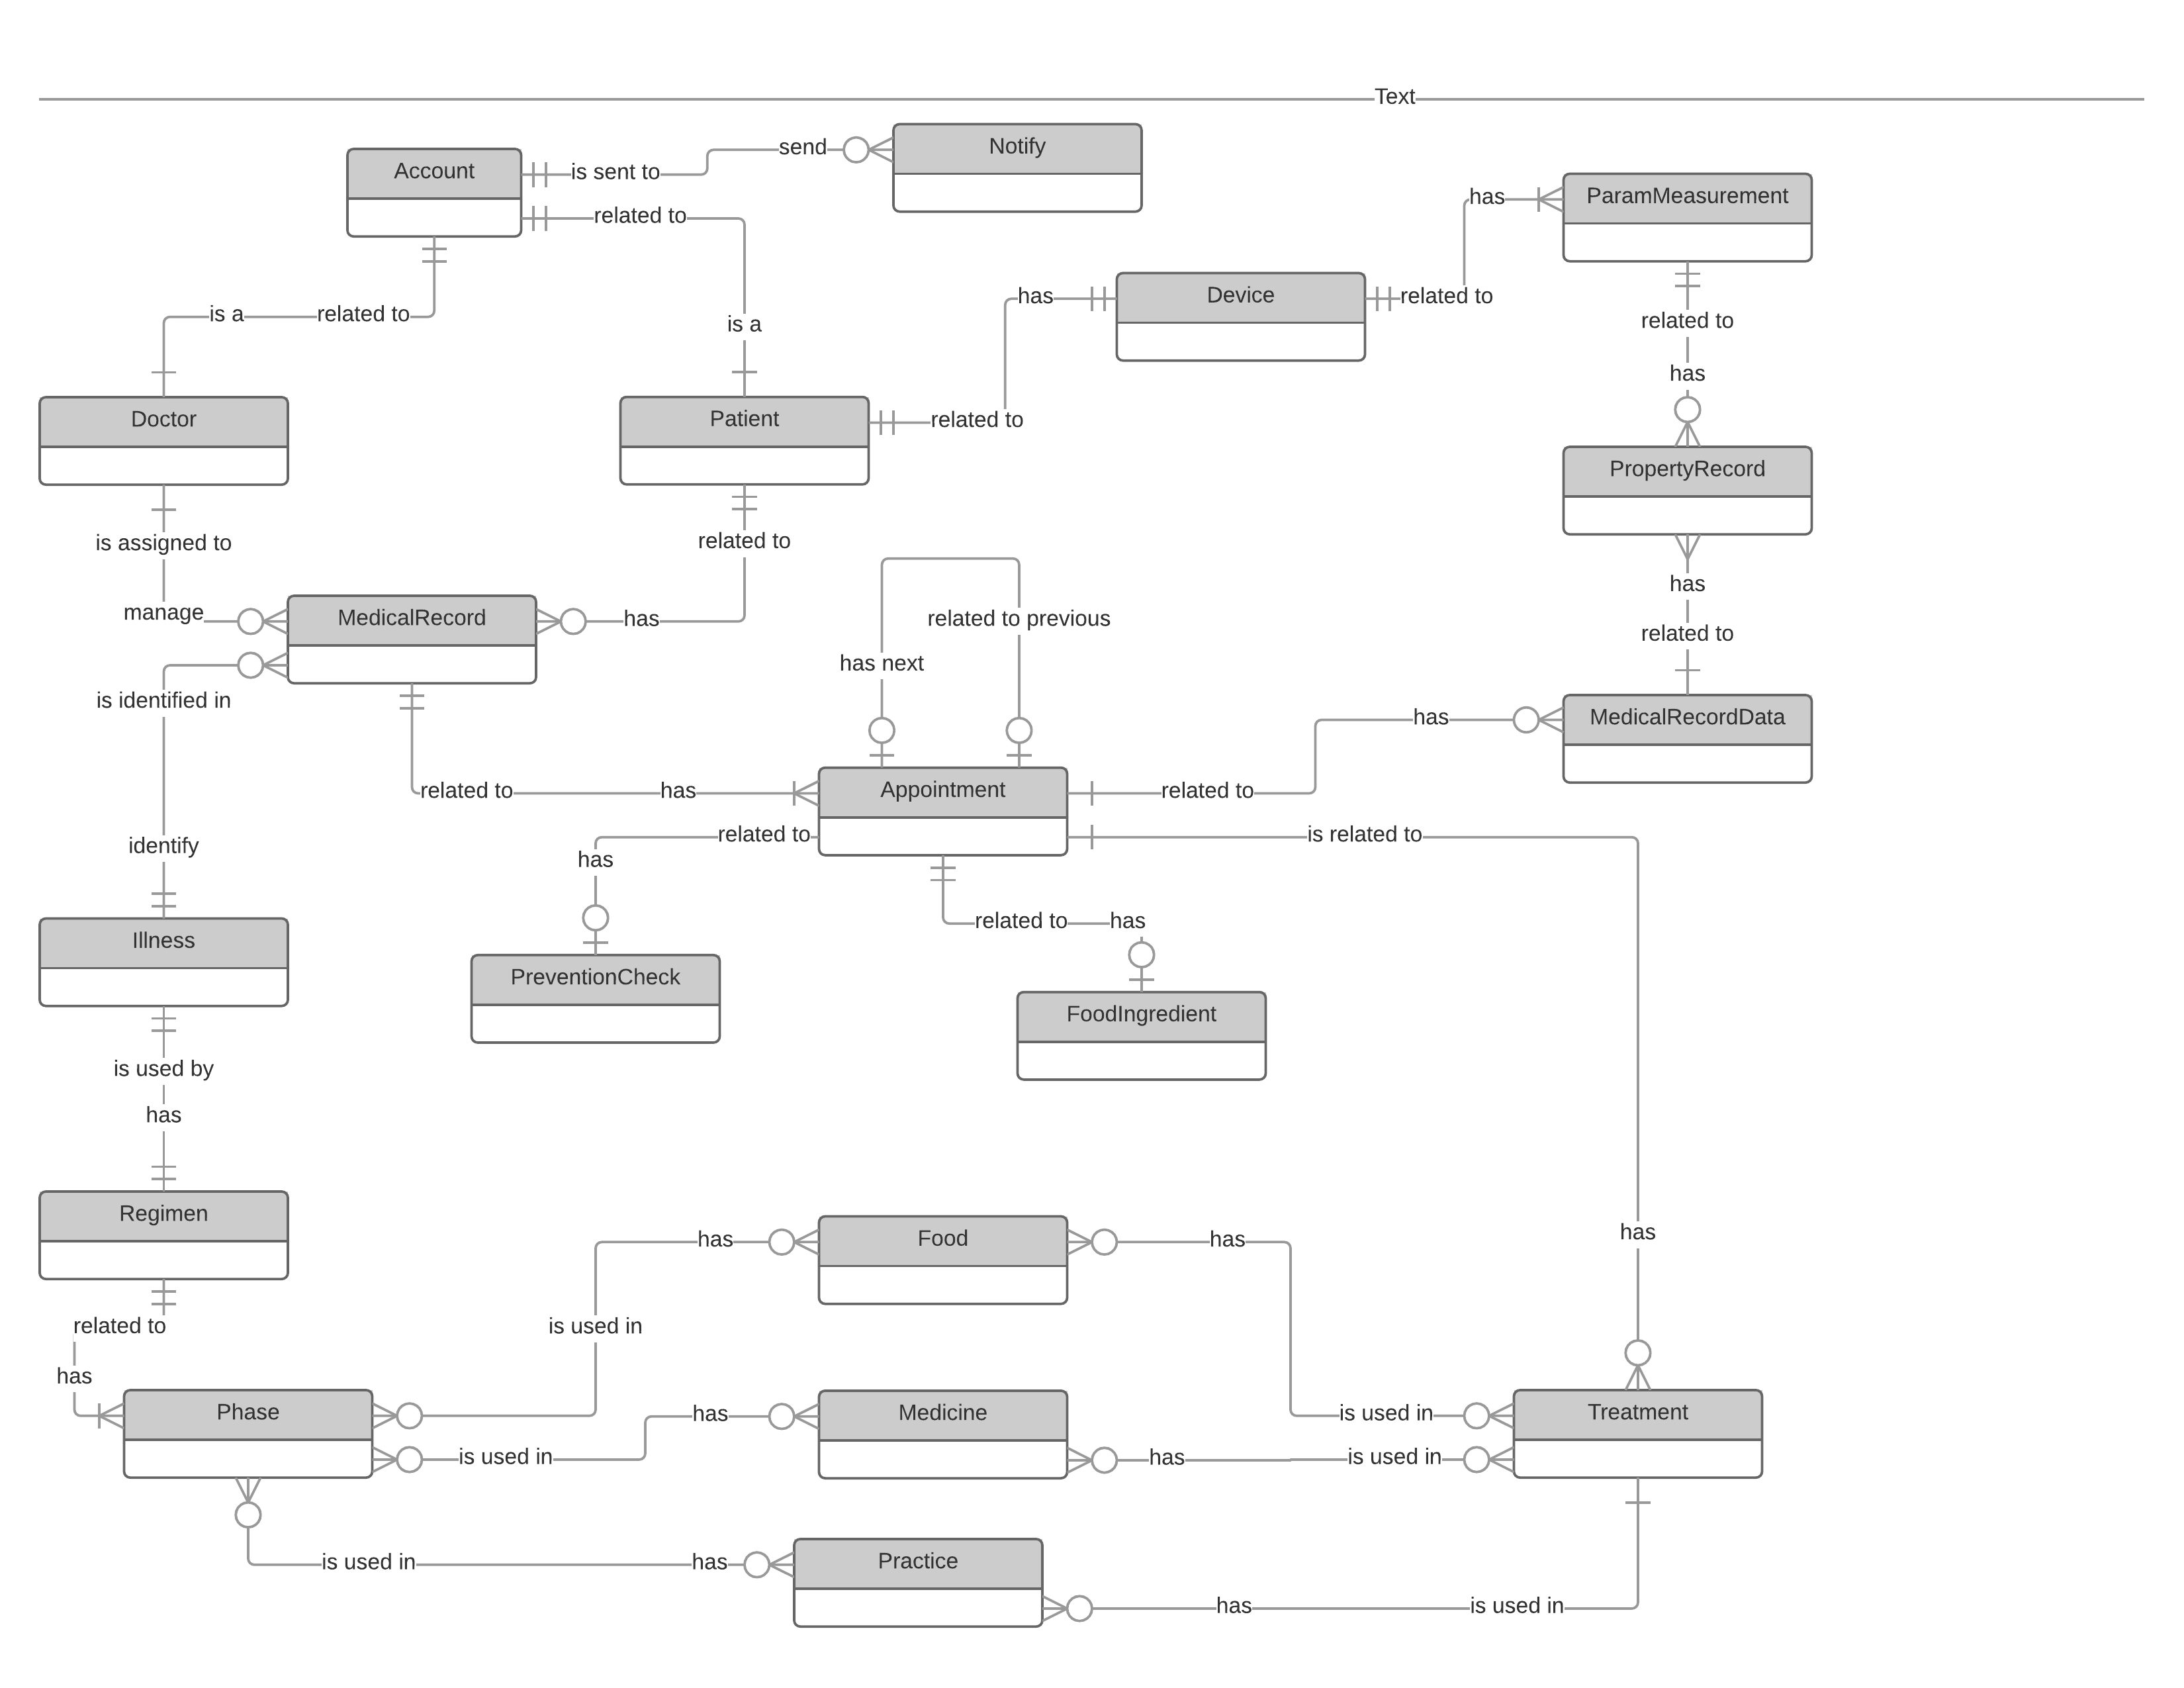 Text
Account
is sent to
send
Notify
related to
ParamMeasurement
has
is a
related to
is a
has
Device
related to
related to
has
Doctor
Patient
related to
PropertyRecord
is assigned to
related to
has
manage
MedicalRecord
has
related to previous
related to
has next
is identified in
has
MedicalRecordData
related to
has
Appointment
related to
identify
related to
is related to
has
related to
has
Illness
PreventionCheck
FoodIngredient
is used by
has
Regimen
has
has
Food
has
related to
is used in
has
Phase
has
Medicine
is used in
Treatment
is used in
has
is used in
is used in
has
Practice
has
is used in